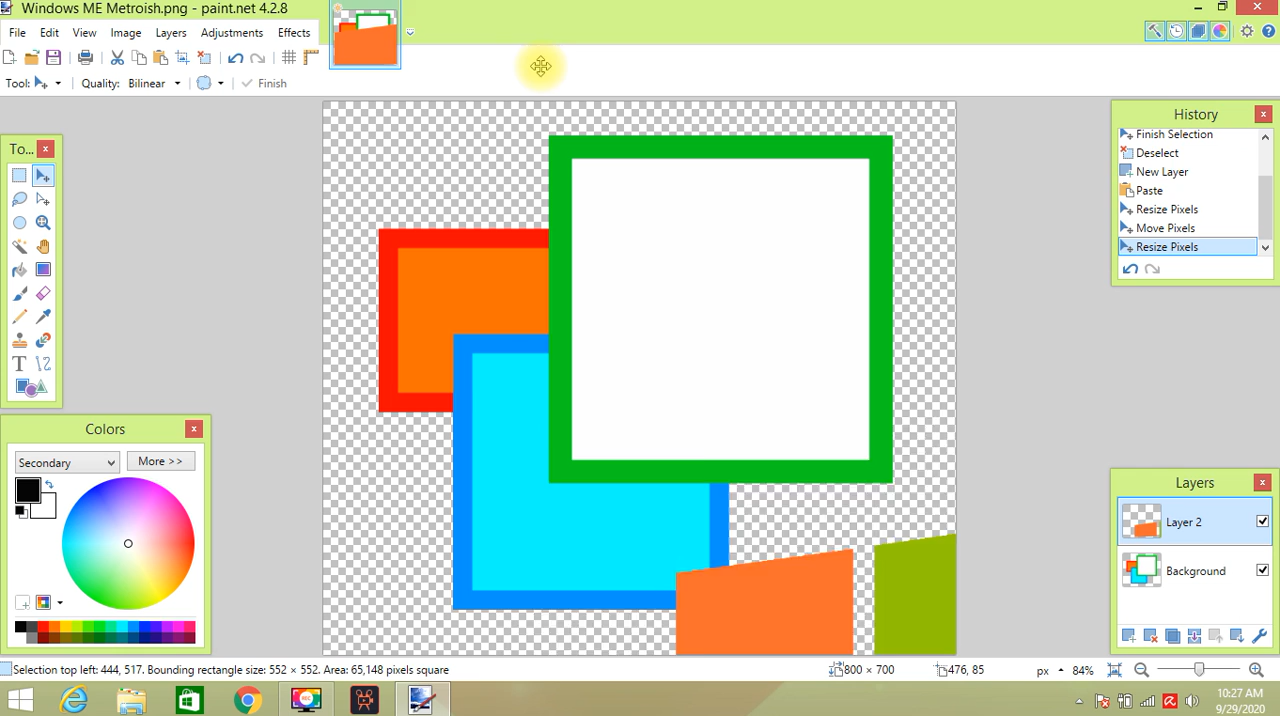 Windows ME Metroish.png - paint.net 4.2.8
File Edit View Image Layers Adjustments Effects
Tool: Quality: Bilinear Finish
To...
History
Finish Selection
Deselect
New Layer
Paste
Resize Pixels
Move Pixels
Resize Pixels
Colors
Secondary More >>
Layers
Layer 2
Background
Selection top left: 444, 517. Bounding rectangle size: 552 × 552. Area: 65,148 pixels square 800 × 700 476, 85 px 84%
REC
10:27 AM
9/29/2020